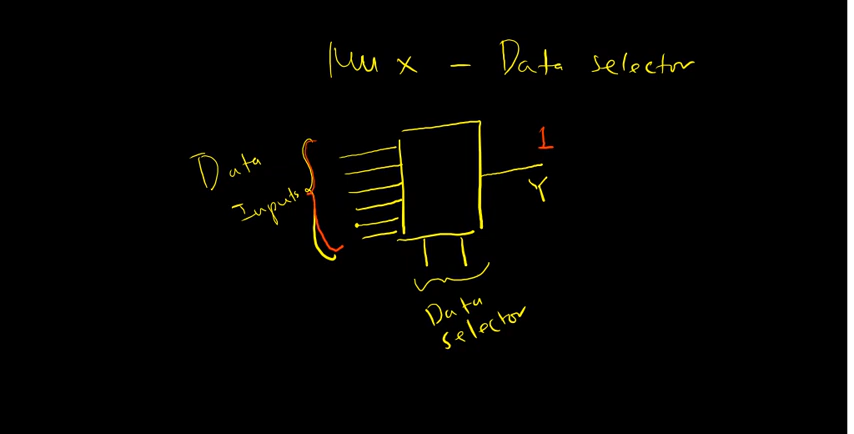 Mux - Data selector
1
Data
Inputs
Y
Data
selector